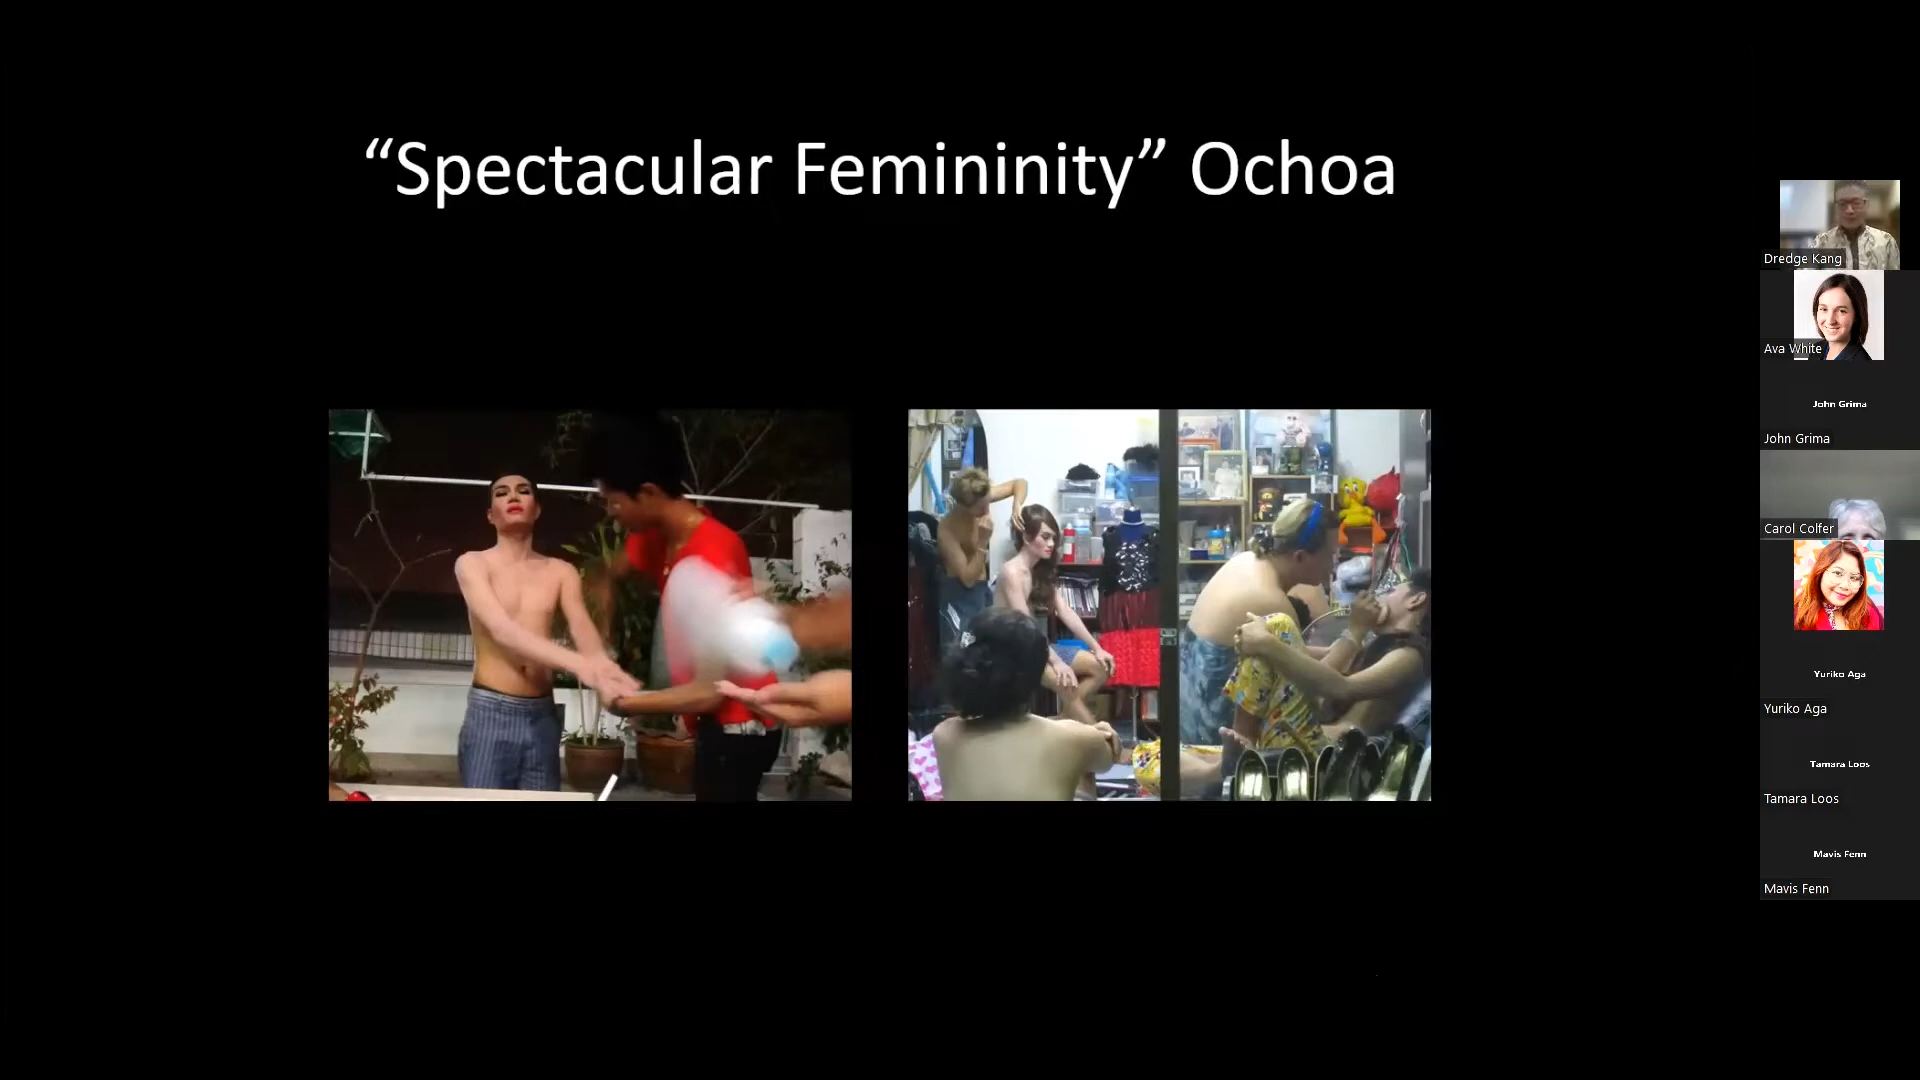 “Spectacular Femininity” Ochoa
Dredge Kang
Ava White
John Grima
John Grima
Carol Colfer
Yuriko Aga
Yuriko Aga
Tamara Loos
Tamara Loos
Mavis Fenn
Mavis Fenn